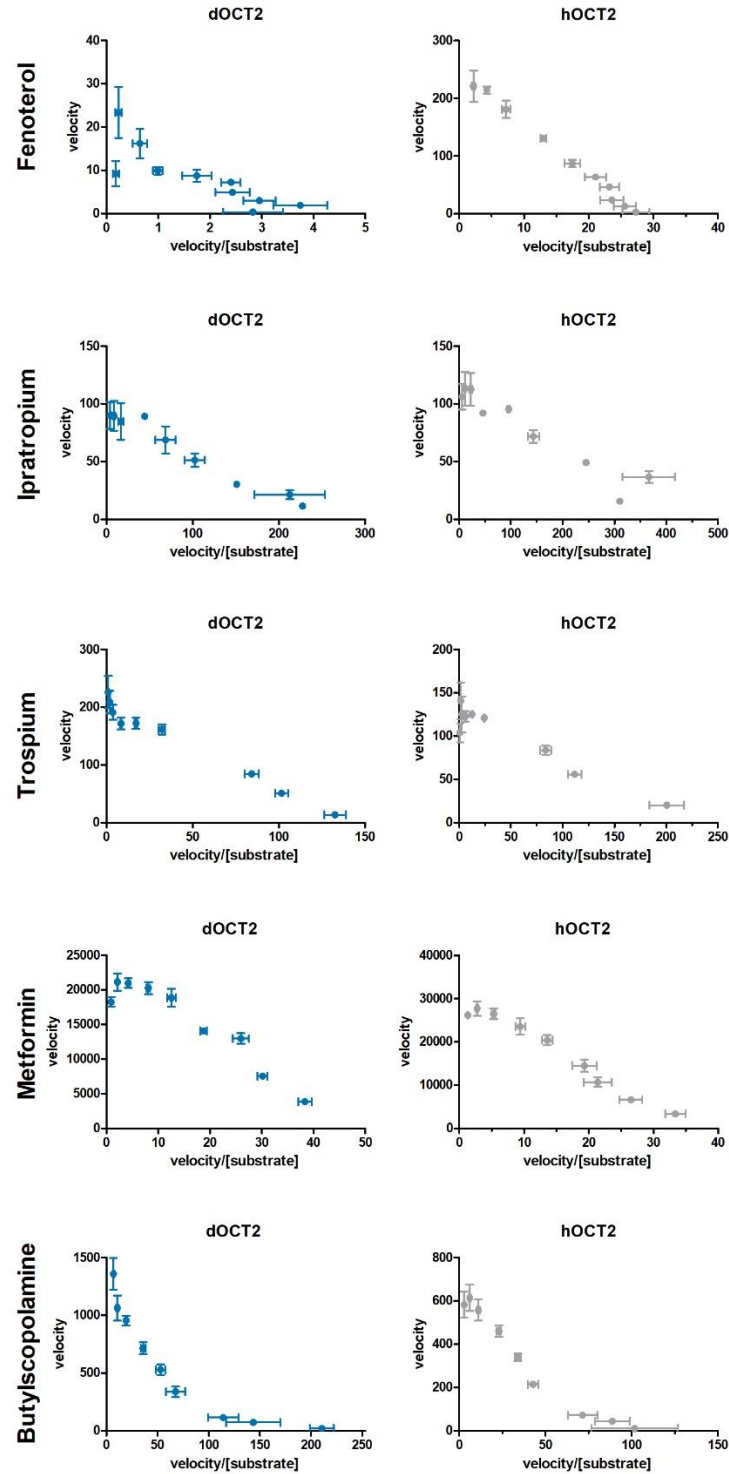 Fenoterol
dOCT2
velocity
40
30
20
10
0
0 1 2 3 4 5
velocity/[substrate]
hOCT2
velocity
300
200
100
0
0 10 20 30 40
velocity/[substrate]
Ipratropium
dOCT2
velocity
150
100
50
0
0 100 200 300
velocity/[substrate]
hOCT2
velocity
150
100
50
0
0 100 200 300 400 500
velocity/[substrate]
Trospium
dOCT2
velocity
300
200
100
0
0 50 100 150
velocity/[substrate]
hOCT2
velocity
200
150
100
50
0
0 50 100 150 200 250
velocity/[substrate]
Metformin
dOCT2
velocity
25000
20000
15000
10000
5000
0
0 10 20 30 40 50
velocity/[substrate]
hOCT2
velocity
40000
30000
20000
10000
0
0 10 20 30 40
velocity/[substrate]
Butylscopolamine
dOCT2
velocity
1500
1000
500
0
0 50 100 150 200 250
velocity/[substrate]
hOCT2
velocity
800
600
400
200
0
0 50 100 150
velocity/[substrate]